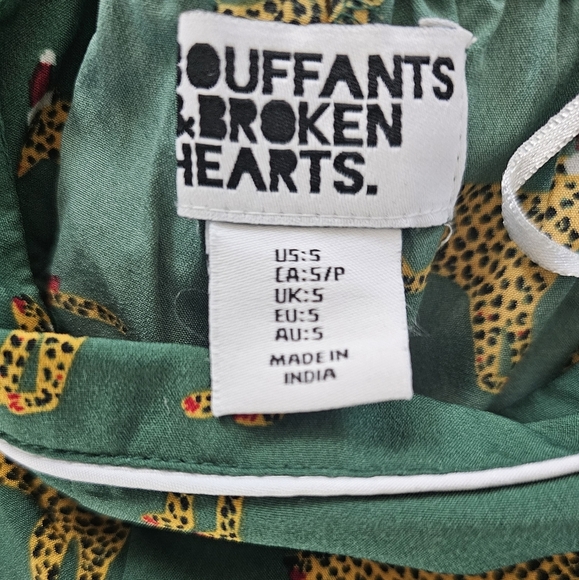 BOUFFANTS
&BROKEN
HEARTS.
US:S
CA:S/P
UK:S
EU:S
AU:S
MADE IN
INDIA